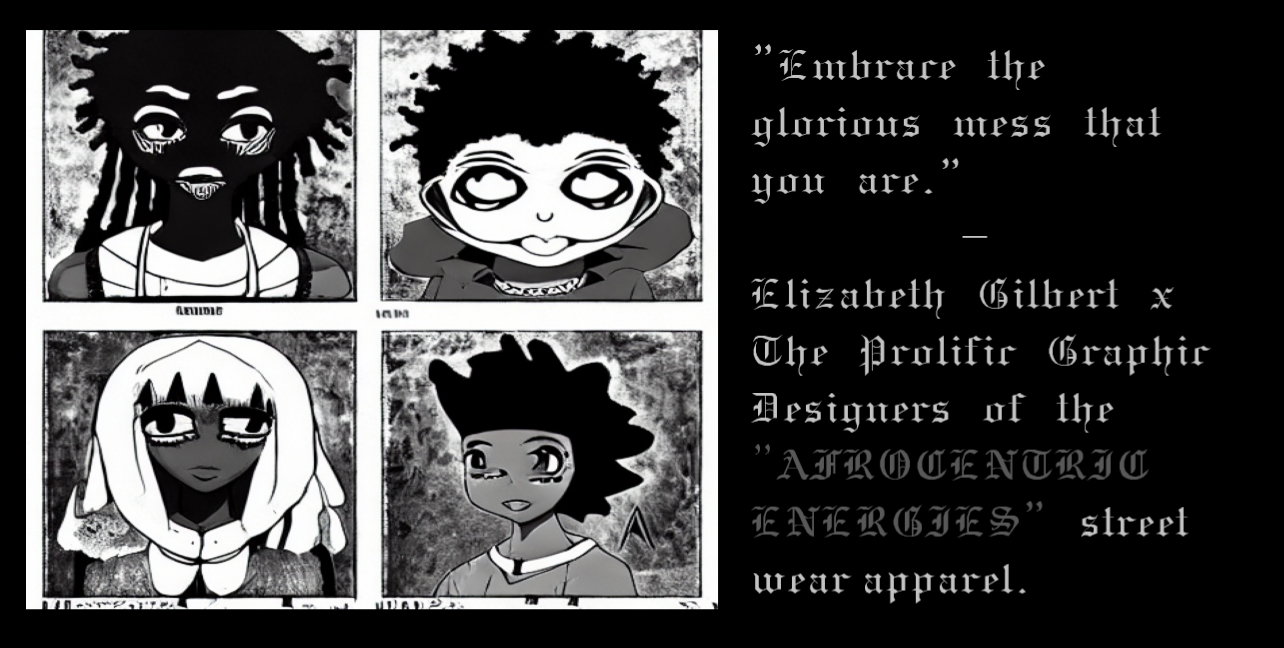 "Embrace the
glorious mess that
you are."
—
Elizabeth Gilbert x
The Prolific Graphic
Designers of the
"AFROCENTRIC
ENERGIES" street
wear apparel.